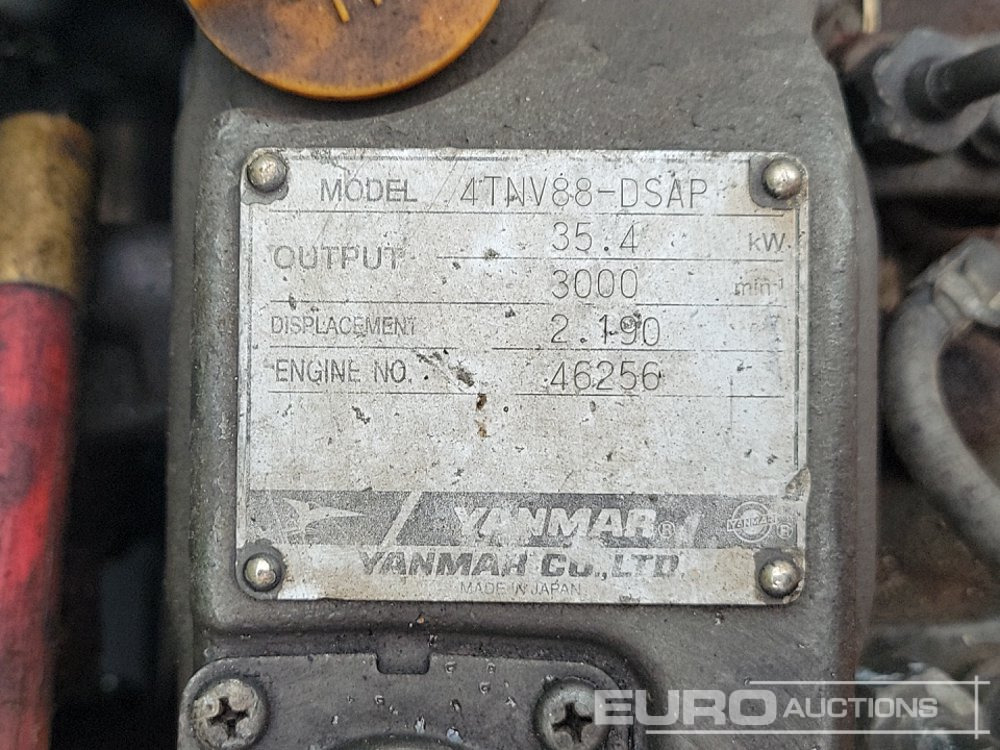 MODEL 4TNV88-DSAP
OUTPUT 35.4 kW
3000 min-1
DISPLACEMENT 2.190
ENGINE NO. 46256
YANMAR® YANMAR ®
YANMAR CO., LTD.
MADE IN JAPAN
EURO AUCTIONS